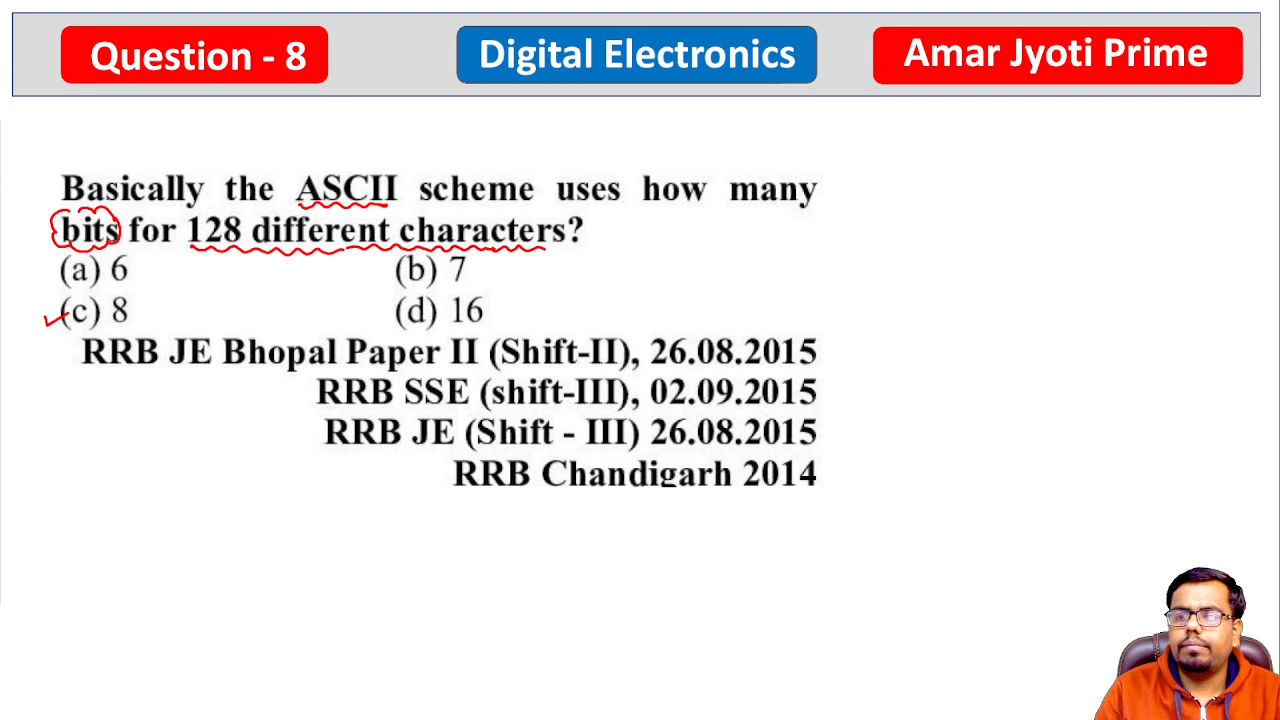 Question - 8
Digital Electronics
Amar Jyoti Prime
Basically the ASCII scheme uses how many
bits for 128 different characters?
(a) 6 (b) 7
(c) 8 (d) 16
RRB JE Bhopal Paper II (Shift-II), 26.08.2015
RRB SSE (shift-III), 02.09.2015
RRB JE (Shift - III) 26.08.2015
RRB Chandigarh 2014